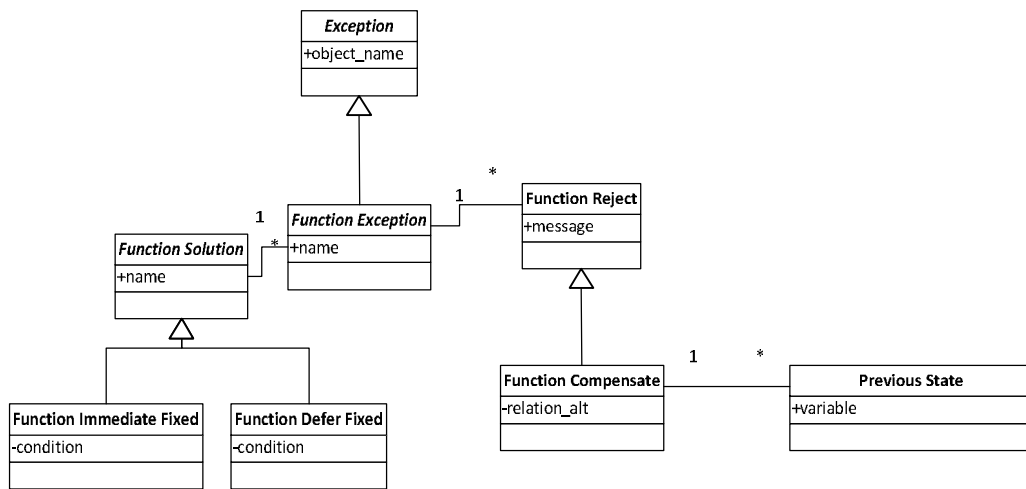 Exception
+object_name
*
1
Function Reject
+message
1
Function Exception
+name
*
Function Solution
+name
1
*
Function Compensate
-relation_alt
Previous State
+variable
Function Immediate Fixed
-condition
Function Defer Fixed
-condition